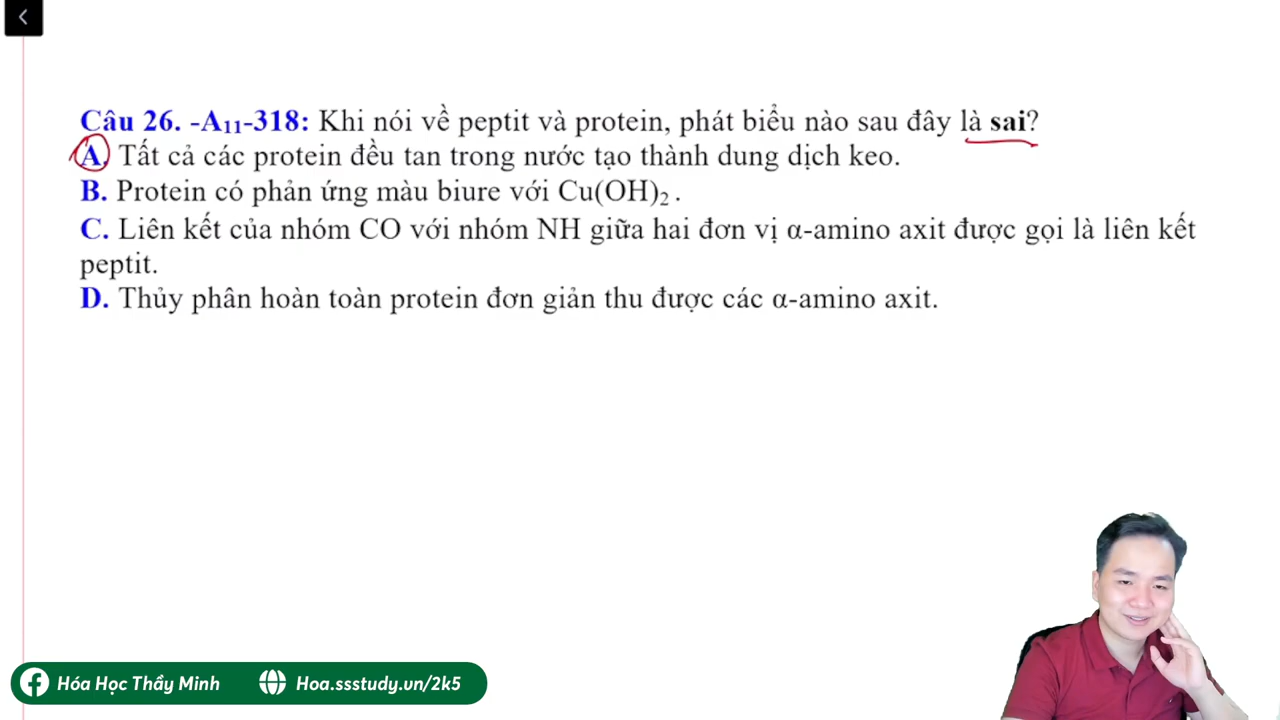 Câu 26. -A11-318: Khi nói về peptit và protein, phát biểu nào sau đây là sai?
A. Tất cả các protein đều tan trong nước tạo thành dung dịch keo.
B. Protein có phản ứng màu biure với Cu(OH)₂ .
C. Liên kết của nhóm CO với nhóm NH giữa hai đơn vị α-amino axit được gọi là liên kết
peptit.
D. Thủy phân hoàn toàn protein đơn giản thu được các α-amino axit.
Hóa Học Thầy Minh Hoa.ssstudy.vn/2k5